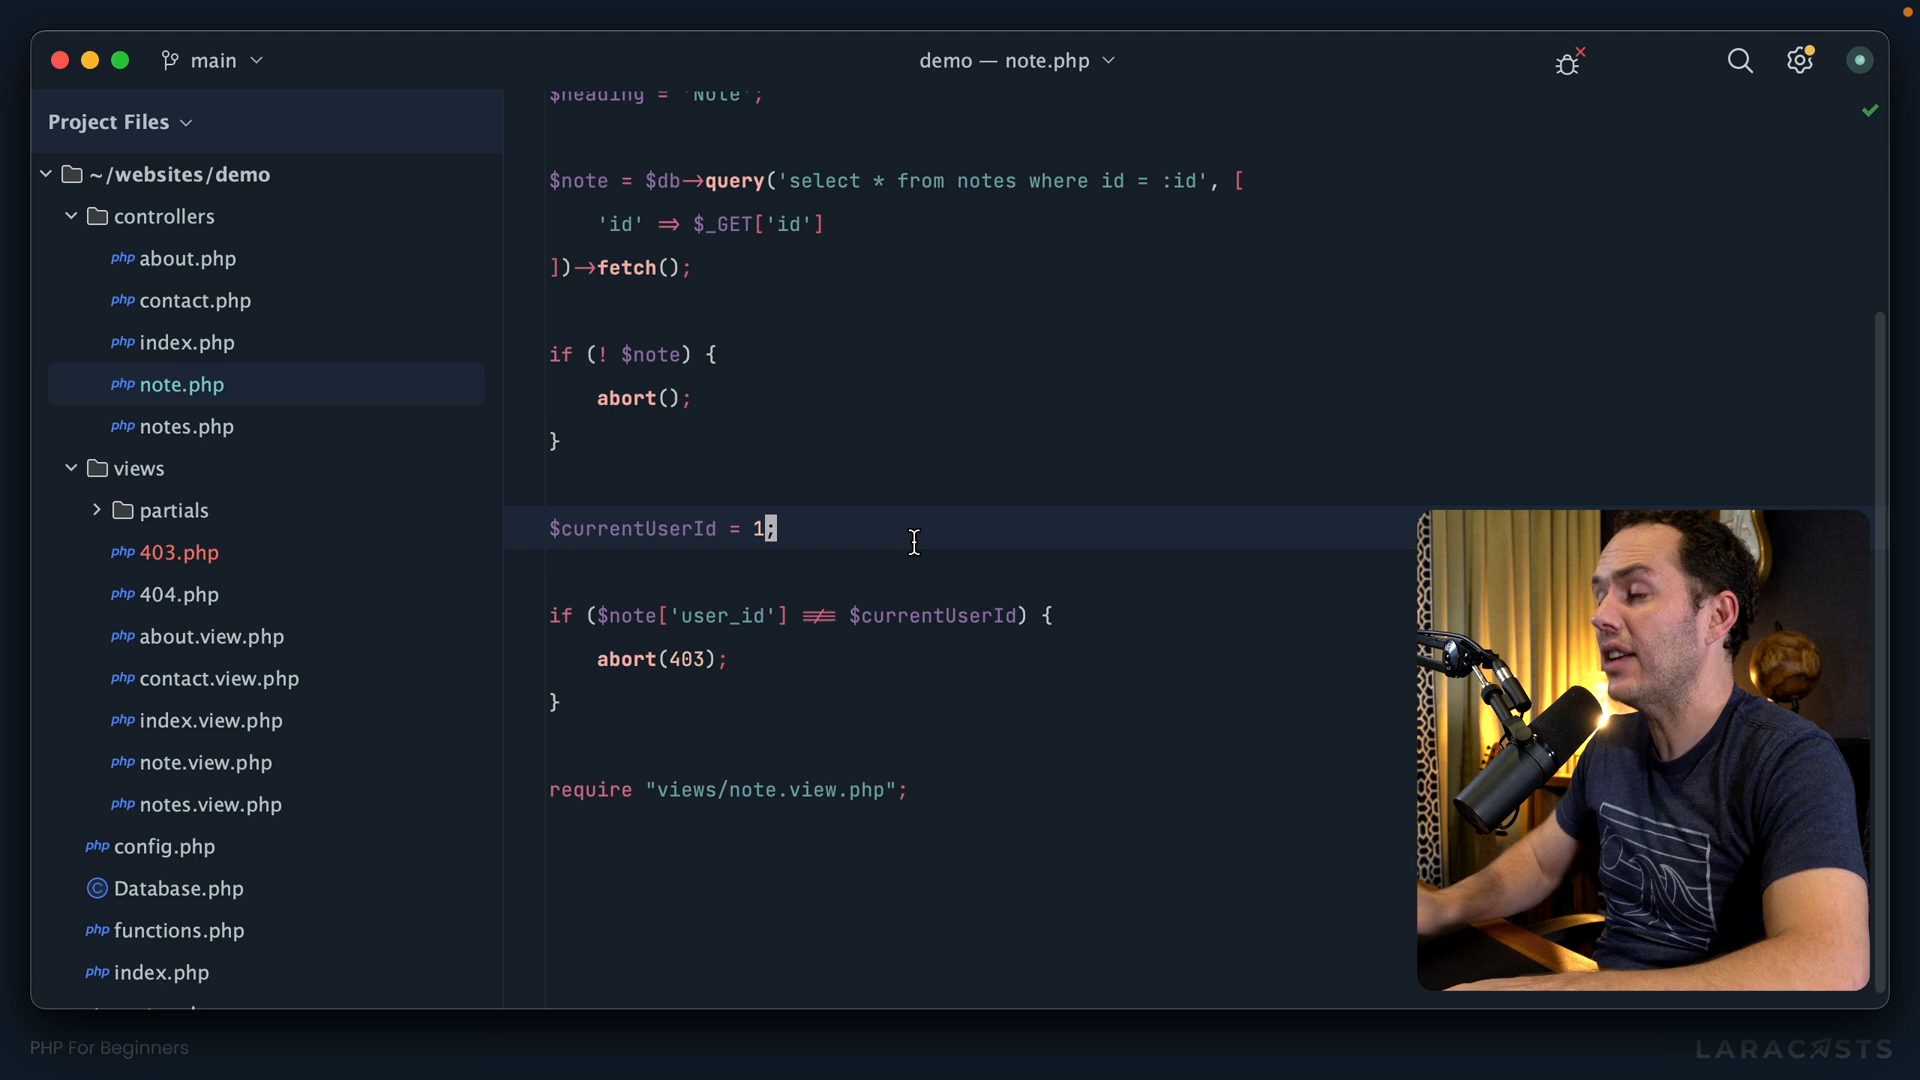 main
demo — note.php
Project Files
~/websites/demo
controllers
php about.php
php contact.php
php index.php
php note.php
php notes.php
views
partials
php 403.php
php 404.php
php about.view.php
php contact.view.php
php index.view.php
php note.view.php
php notes.view.php
php config.php
C Database.php
php functions.php
php index.php
$heading = 'Note';
$note = $db->query('select * from notes where id = :id', [
'id' => $_GET['id']
])->fetch();
if (! $note) {
abort();
}
$currentUserId = 1;
if ($note['user_id'] !== $currentUserId) {
abort(403);
}
require "views/note.view.php";
PHP For Beginners
LARACASTS